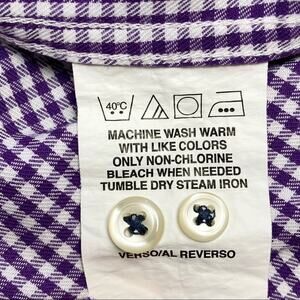 40°C
MACHINE WASH WARM
WITH LIKE COLORS
ONLY NON-CHLORINE
BLEACH WHEN NEEDED
TUMBLE DRY STEAM IRON
VERSO/AL REVERSO